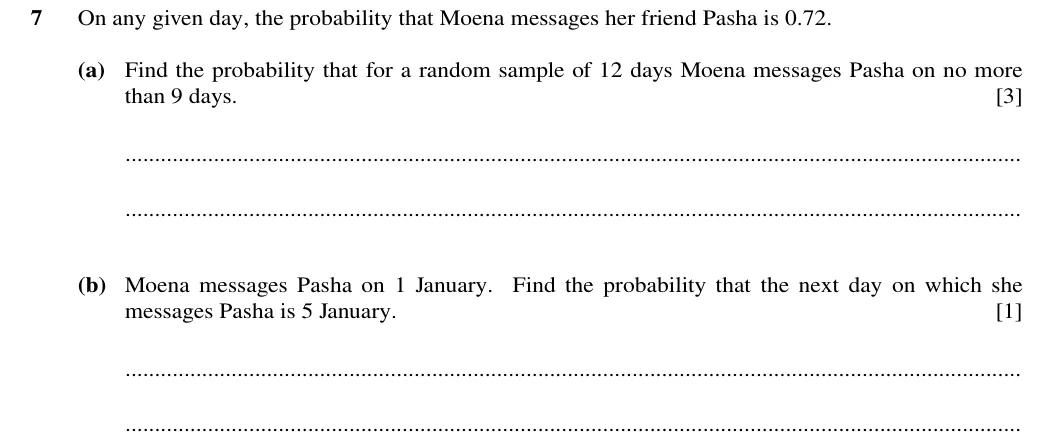 7 On any given day, the probability that Moena messages her friend Pasha is 0.72.
(a) Find the probability that for a random sample of 12 days Moena messages Pasha on no more
than 9 days. [3]
(b) Moena messages Pasha on 1 January. Find the probability that the next day on which she
messages Pasha is 5 January. [1]